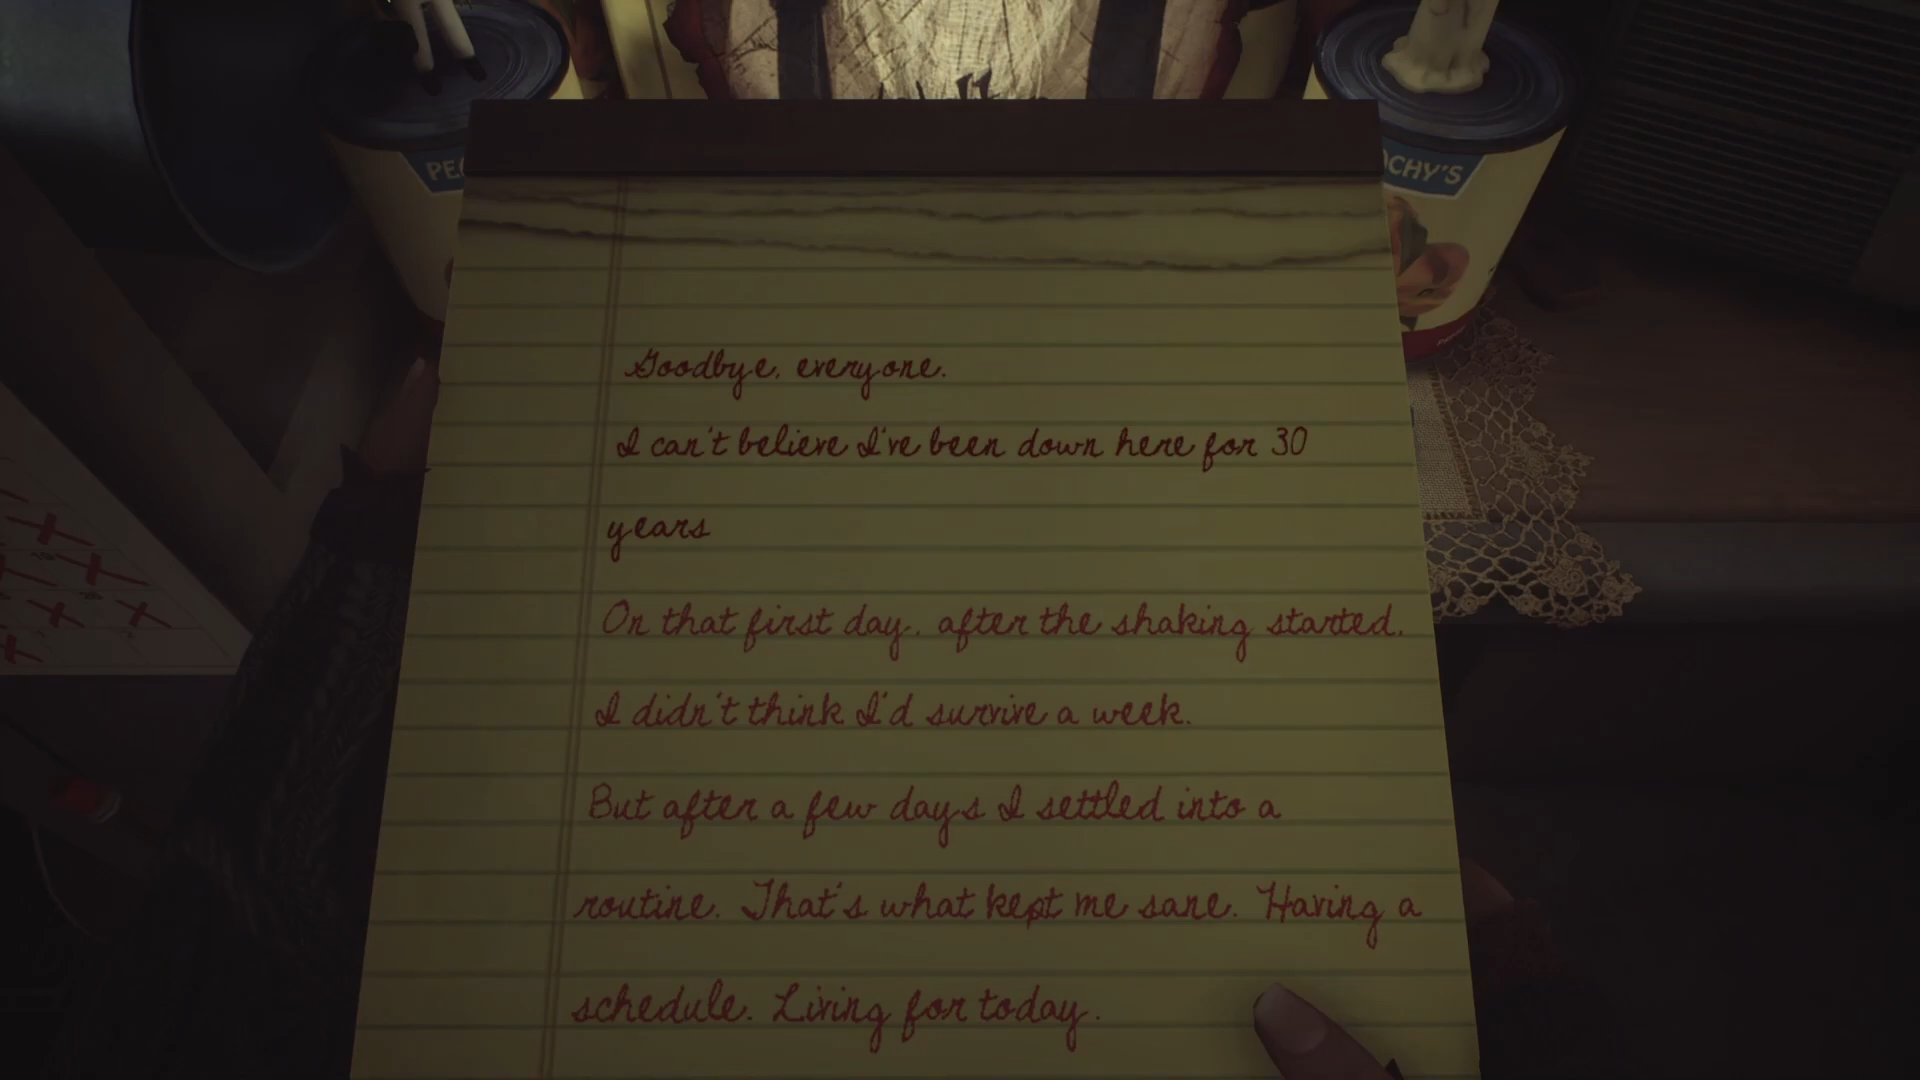 PE
CHY'S
Goodbye, everyone.
I can't believe I've been down here for 30
years
On that first day, after the shaking started,
I didn't think I'd survive a week.
But after a few days I settled into a
routine. That's what kept me sane. Having a
schedule. Living for today.